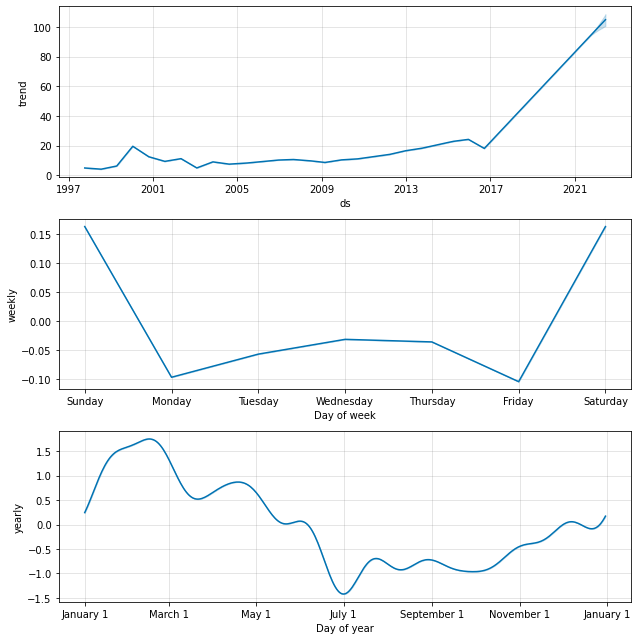 100
80
60
40
20
0
trend
1997 2001 2005 2009 2013 2017 2021
ds
0.15
0.10
0.05
0.00
−0.05
−0.10
weekly
Sunday Monday Tuesday Wednesday Thursday Friday Saturday
Day of week
1.5
1.0
0.5
0.0
−0.5
−1.0
−1.5
yearly
January 1 March 1 May 1 July 1 September 1 November 1 January 1
Day of year